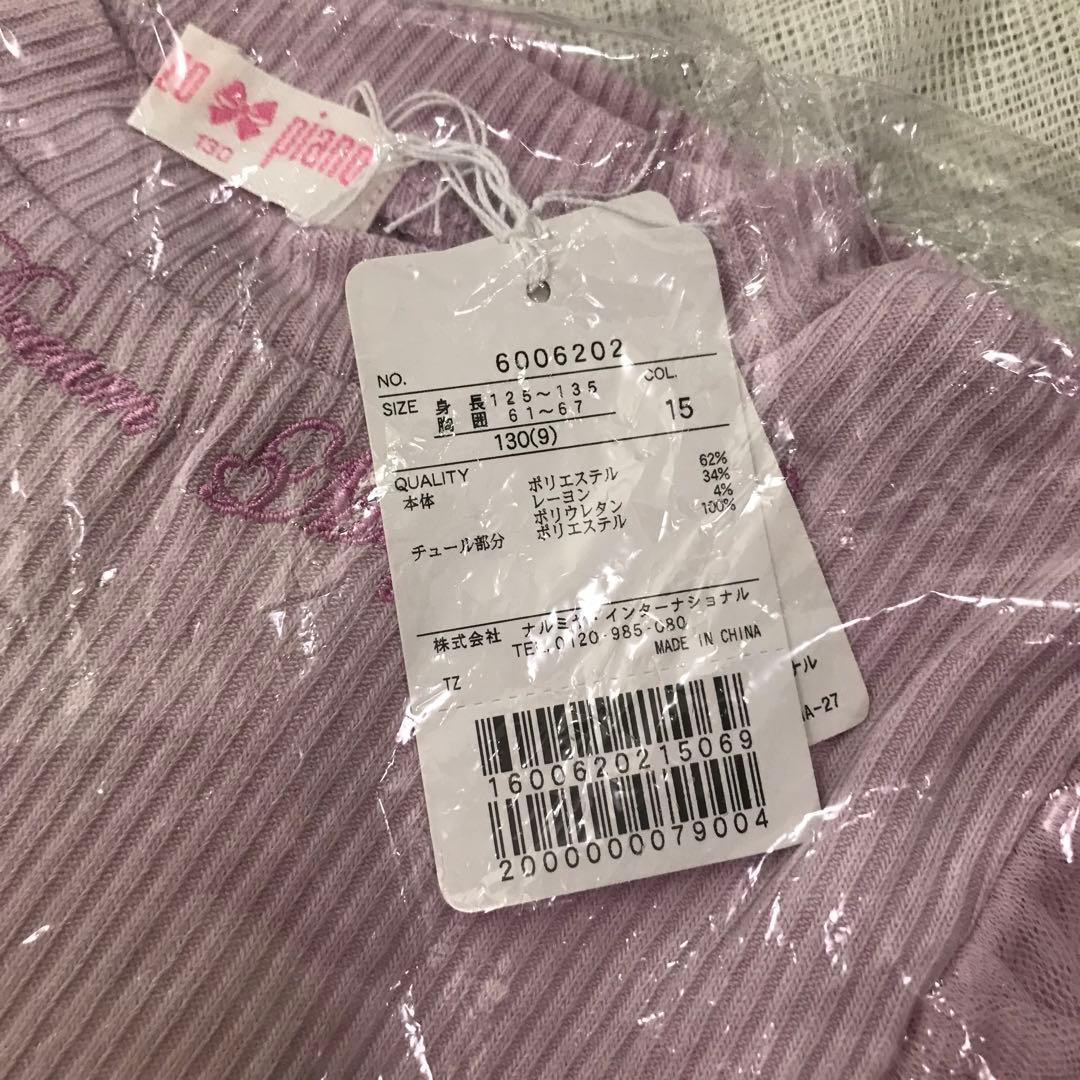 piano
130
NO. 6006202
SIZE 身長 125～135 COL.
胸囲 61～67 15
130(9)
QUALITY
本体 ポリエステル 62%
レーヨン 34%
ポリウレタン 4%
チュール部分 ポリエステル 100%
株式会社 ナルミヤ・インターナショナル
TEL.0120-985-080
MADE IN CHINA
TZ
1600620215069
2000000079004
ナル
A-27